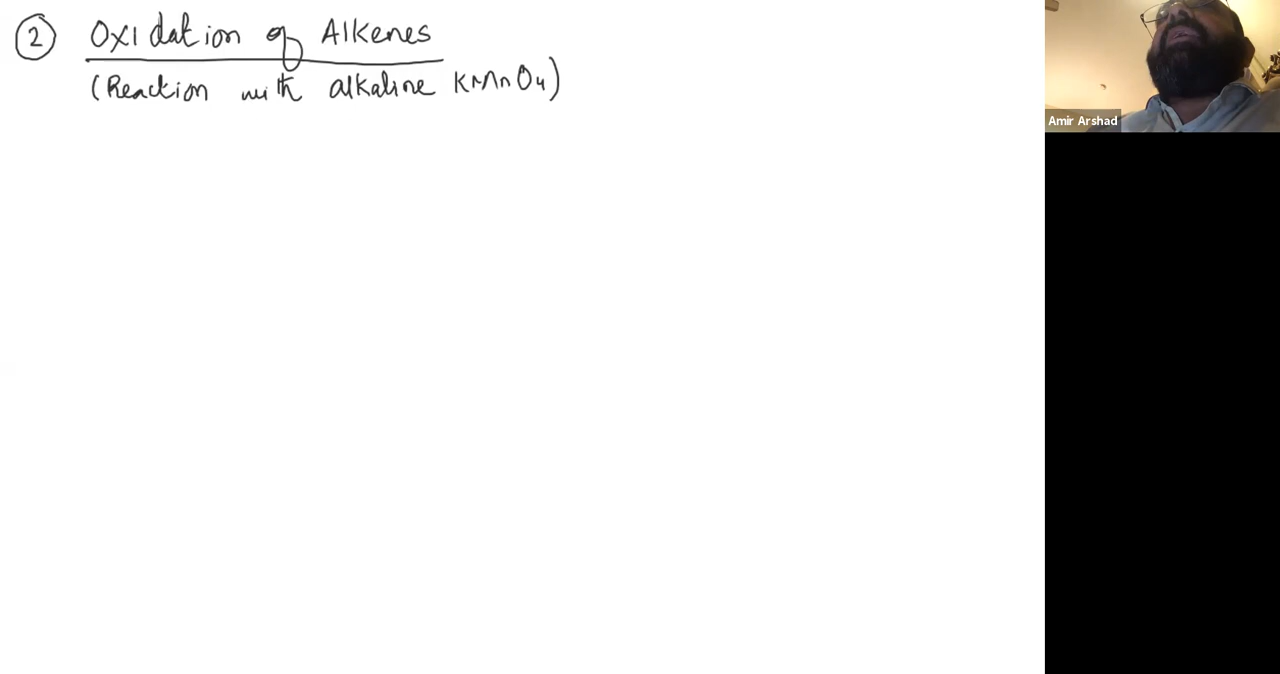 ② Oxidation of Alkenes
(Reaction with alkaline KMnO4)
Amir Arshad